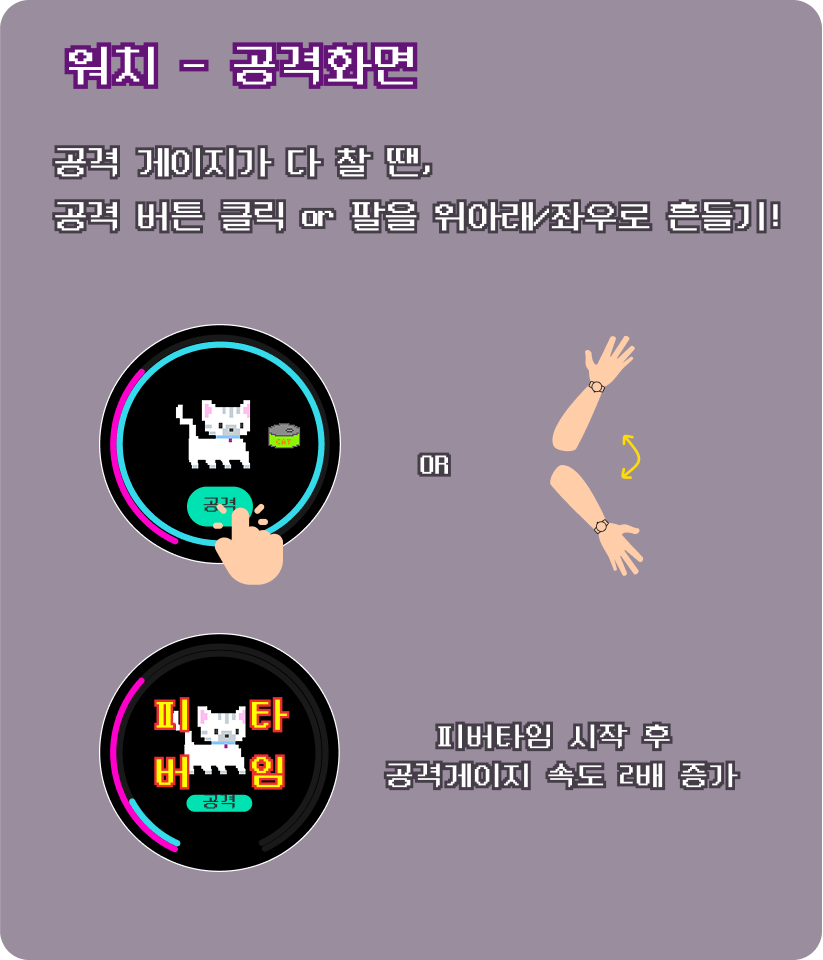 워치 - 공격화면
공격 게이지가 다 찰 땐,
공격 버튼 클릭 or 팔을 위아래/좌우로 흔들기!
CAT
공격
OR
피 타
버 임
공격
피버타임 시작 후
공격게이지 속도 2배 증가